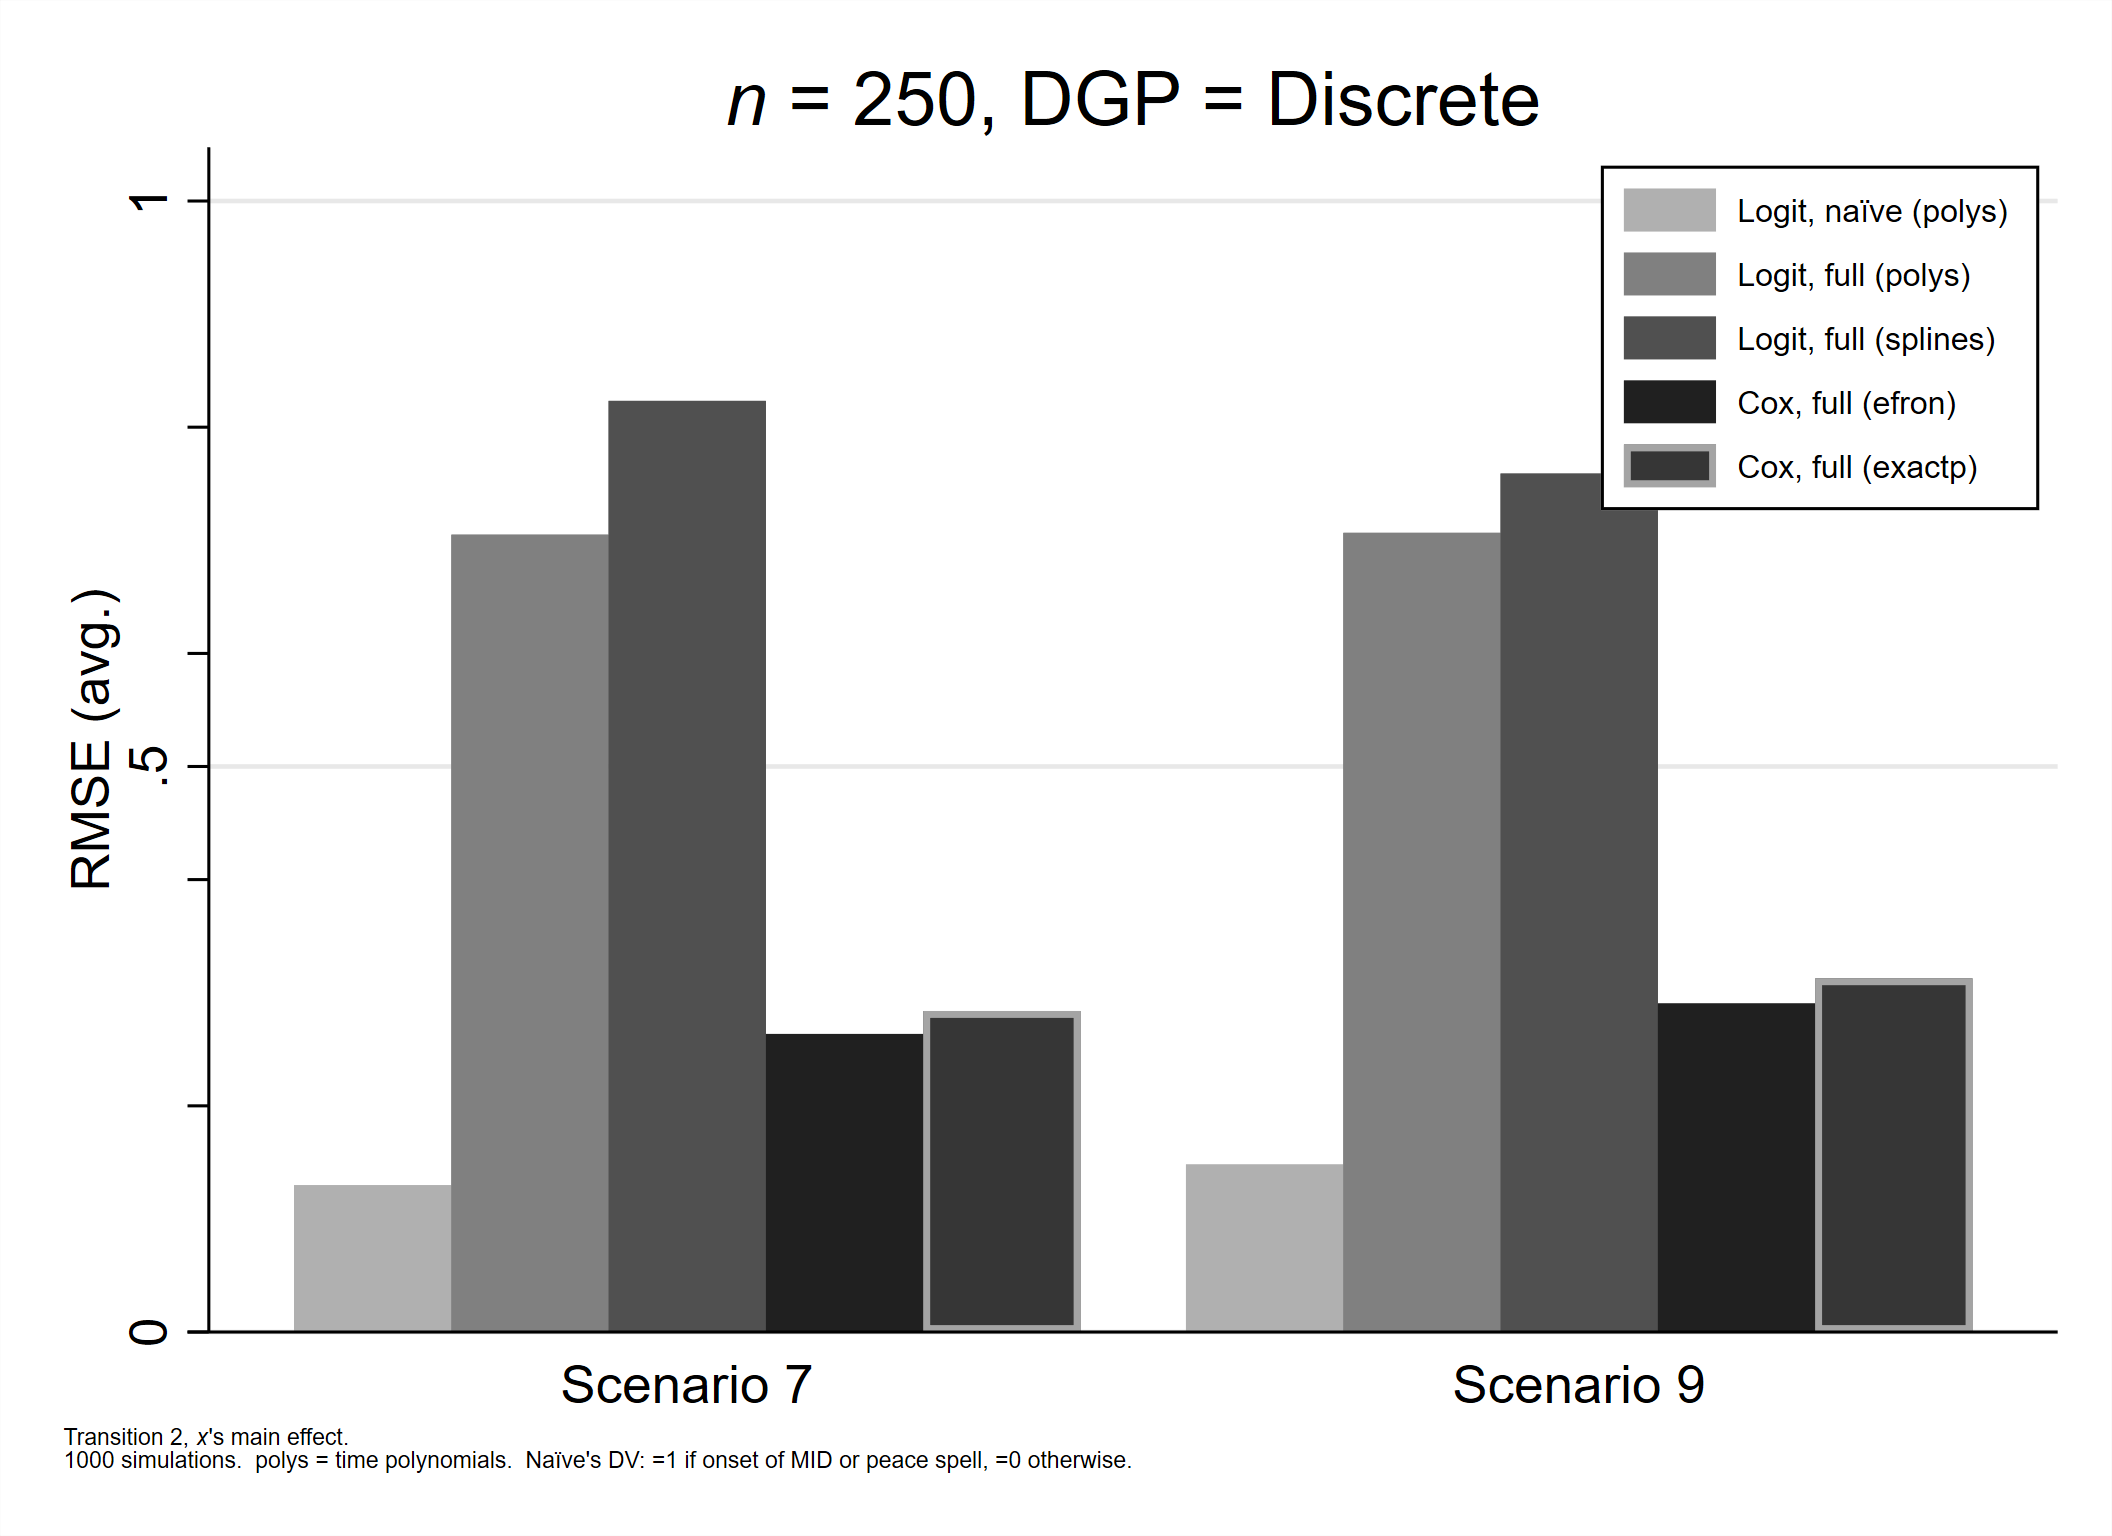 n = 250, DGP = Discrete
1
.5
0
RMSE (avg.)
Logit, naïve (polys)
Logit, full (polys)
Logit, full (splines)
Cox, full (efron)
Cox, full (exactp)
Scenario 7
Scenario 9
Transition 2, x's main effect.
1000 simulations.  polys = time polynomials.  Naïve's DV: =1 if onset of MID or peace spell, =0 otherwise.